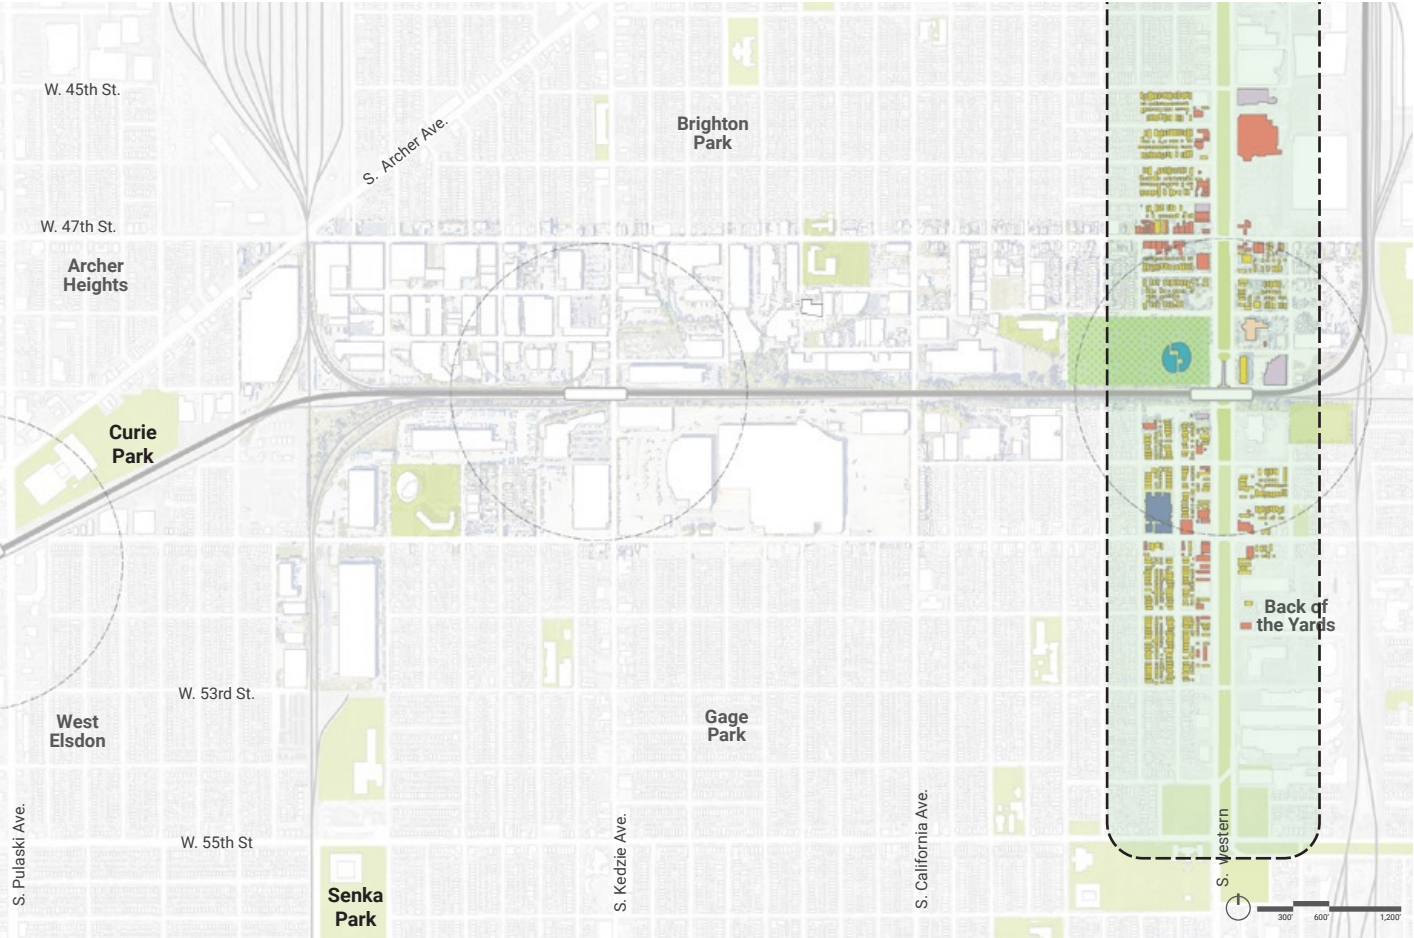 W. 45th St.
S. Archer Ave.
Brighton
Park
W. 47th St.
Archer
Heights
Curie
Park
Back of
the Yards
W. 53rd St.
West
Elsdon
Gage
Park
S. Pulaski Ave.
W. 55th St
S. Kedzie Ave.
S. California Ave.
S. Western
Senka
Park
300' 600' 1,200'